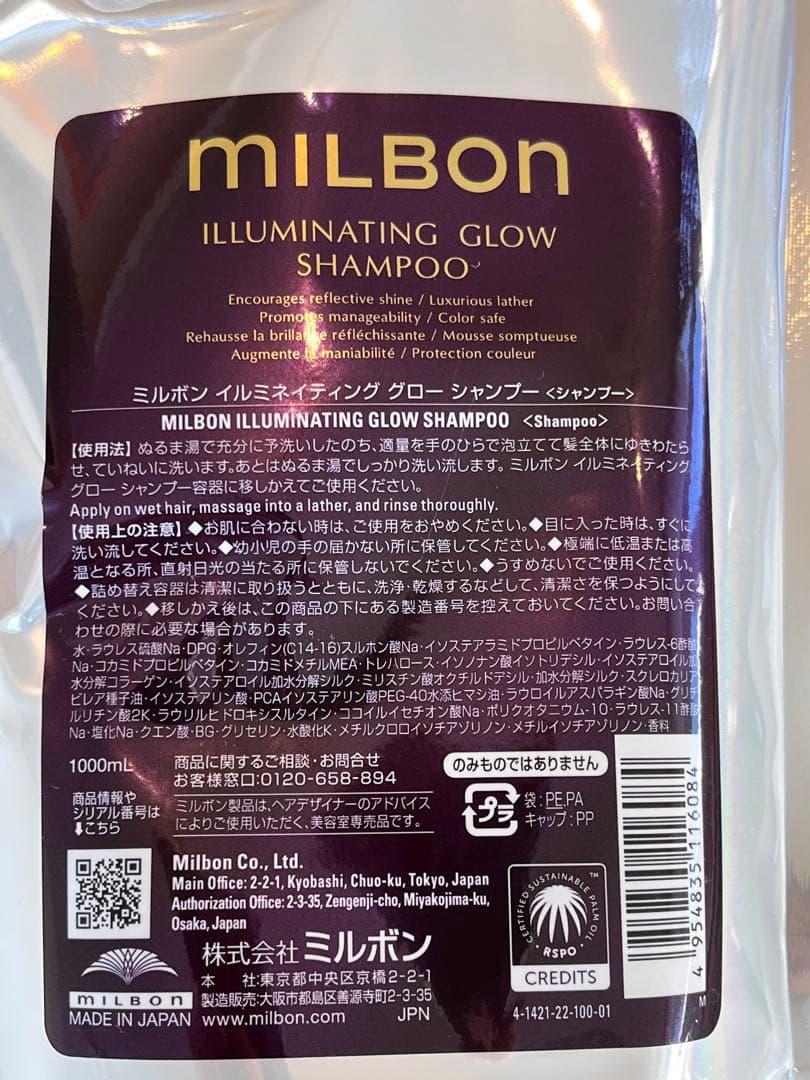 MILBON
ILLUMINATING GLOW
SHAMPOO
Encourages reflective shine / Luxurious lather
Promotes manageability / Color safe
Rehausse la brillance réfléchissante / Mousse somptueuse
Augmente la maniabilité / Protection couleur
ミルボン イルミネイティング グロー シャンプー <シャンプー>
MILBON ILLUMINATING GLOW SHAMPOO <Shampoo>
【使用法】ぬるま湯で充分に予洗いしたのち、適量を手のひらで泡立てて髪全体にゆきわたら
せ、ていねいに洗います。あとはぬるま湯でしっかり洗い流します。ミルボン イルミネイティング
グロー シャンプー容器に移しかえてご使用ください。
Apply on wet hair, massage into a lather, and rinse thoroughly.
【使用上の注意】◆お肌に合わない時は、ご使用をおやめください。◆目に入った時は、すぐに
洗い流してください。◆幼小児の手の届かない所に保管してください。◆極端に低温または高
温となる所、直射日光の当たる所に保管しないでください。◆うすめないでご使用ください。
◆詰め替え容器は清潔に取り扱うとともに、洗浄・乾燥するなどして、清潔さを保つようにして
ください。◆移しかえ後は、この商品の下にある製造番号を控えておいてください。お問い合
わせの際に必要な場合があります。
水・ラウレス硫酸Na・DPG・オレフィン(C14-16)スルホン酸Na・イソステアラミドプロピルベタイン・ラウレス-6酢酸
Na・コカミドプロピルベタイン・コカミドメチルMEA・トレハロース・イソノナン酸イソトリデシル・イソステアロイル加
水分解コラーゲン・イソステアロイル加水分解シルク・ミリスチン酸オクチルドデシル・加水分解シルク・スクレロカリア
ビレア種子油・イソステアリン酸・PCAイソステアリン酸PEG-40水添ヒマシ油・ラウロイルアスパラギン酸Na・グリチ
ルリチン酸2K・ラウリルヒドロキシスルタイン・ココイルイセチオン酸Na・ポリクオタニウム-10・ラウレス-11酢酸
Na・塩化Na・クエン酸・BG・グリセリン・水酸化K・メチルクロロイソチアゾリノン・メチルイソチアゾリノン・香料
1000mL
商品に関するご相談・お問合せ
お客様窓口:0120-658-894
のみものではありません
商品情報や
シリアル番号は
⬇こちら
ミルボン製品は、ヘアデザイナーのアドバイス
によりご使用いただく、美容室専売品です。
プラ
袋:PE,PA
キャップ:PP
Milbon Co., Ltd.
Main Office: 2-2-1, Kyobashi, Chuo-ku, Tokyo, Japan
Authorization Office: 2-3-35, Zengenji-cho, Miyakojima-ku,
Osaka, Japan
株式会社 ミルボン
本 社:東京都中央区京橋2-2-1
製造販売:大阪市都島区善源寺町2-3-35
www.milbon.com JPN
MILBON
MADE IN JAPAN
CERTIFIED SUSTAINABLE PALM OIL ™
RSPO
CREDITS
4-1421-22-100-01
4 954835 116084
M